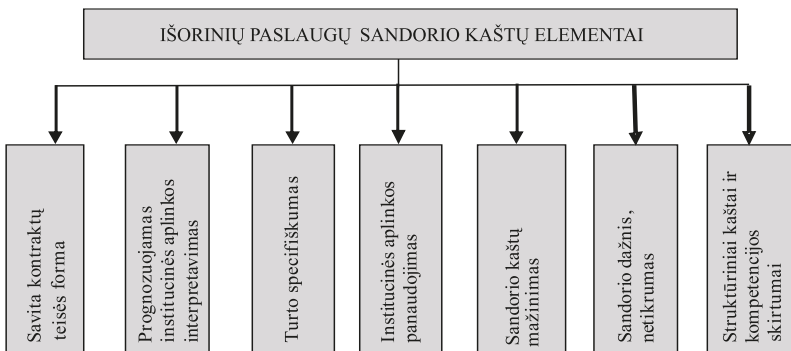 IŠORINIŲ PASLAUGŲ SANDORIO KAŠTŲ ELEMENTAI
Savita kontraktų
teisės forma
Prognozuojamas
institucinės aplinkos
interpretavimas
Turto specifiškumas
Institucinės aplinkos
panaudojimas
Sandorio kaštų
mažinimas
Sandorio dažnis,
netikrumas
Struktūriniai kaštai ir
kompetencijos
skirtumai